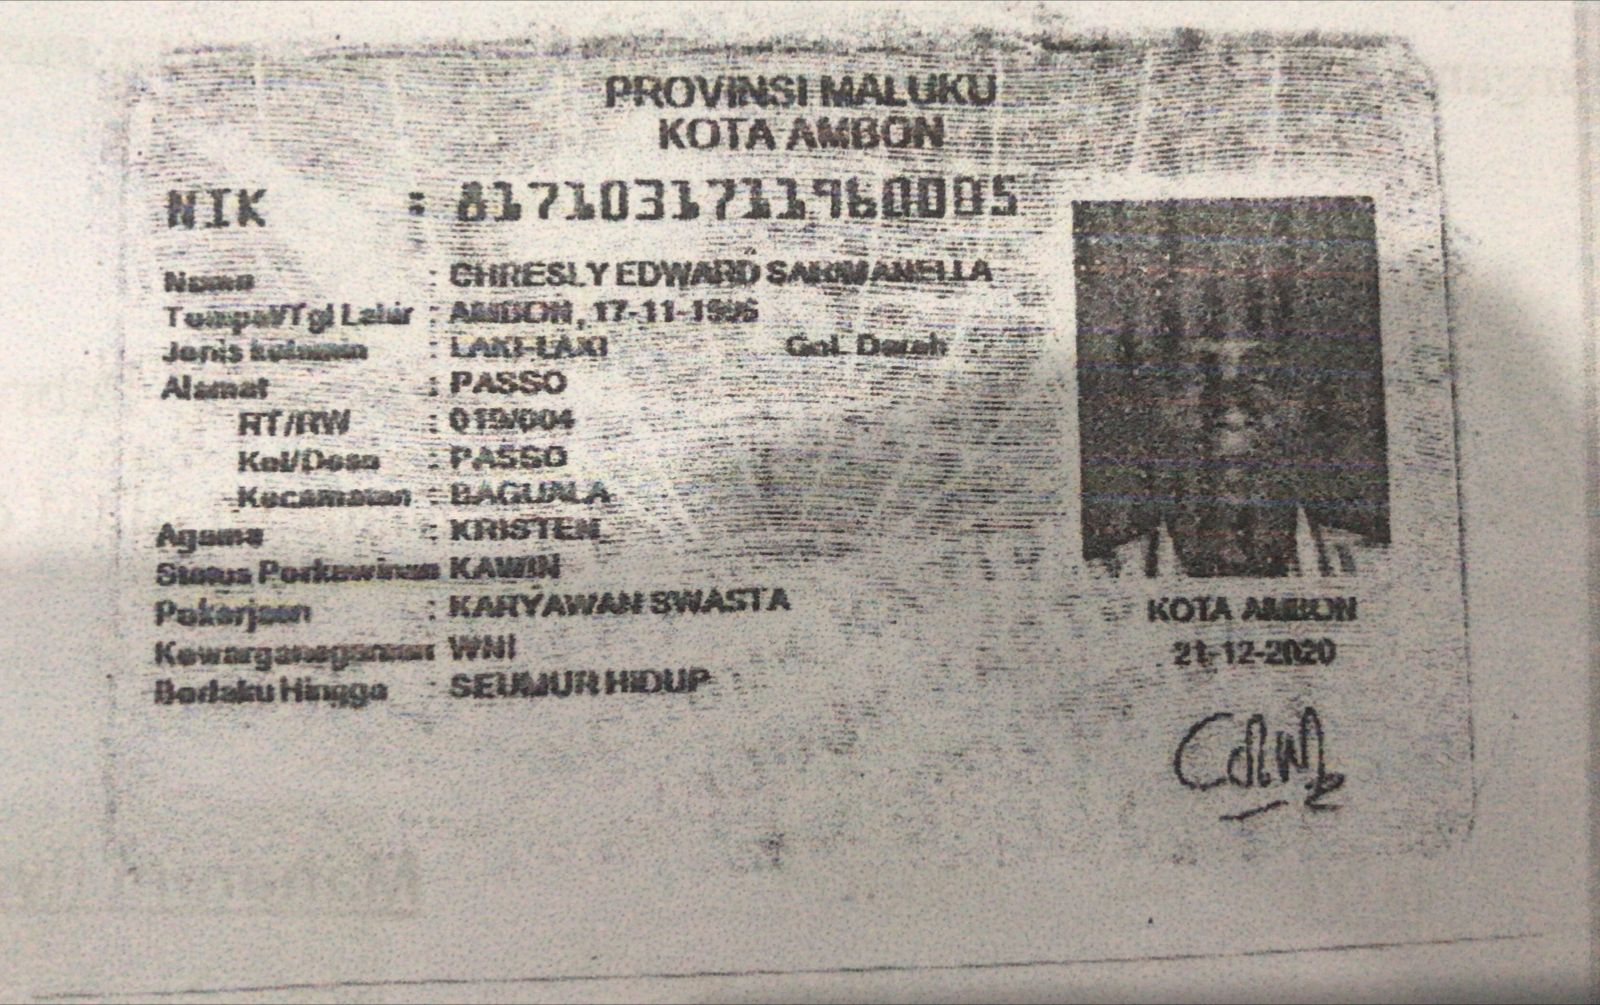 PROVINSI MALUKU
KOTA AMBON
NIK : 8171031711960005
Nama : CHRESLY EDWARD
Tempat/Tgl Lahir : AMBON, 17-11-1996
Jenis kelamin : LAKI-LAKI Gol. Darah
Alamat : PASSO
RT/RW : 019/004
Kel/Desa : PASSO
Kecamatan : BAGUALA
Agama : KRISTEN
Status Perkawinan KAWIN
Pekerjaan : KARYAWAN SWASTA
Kewarganegaraan WNI
Berlaku Hingga : SEUMUR HIDUP
KOTA AMBON
21-12-2020